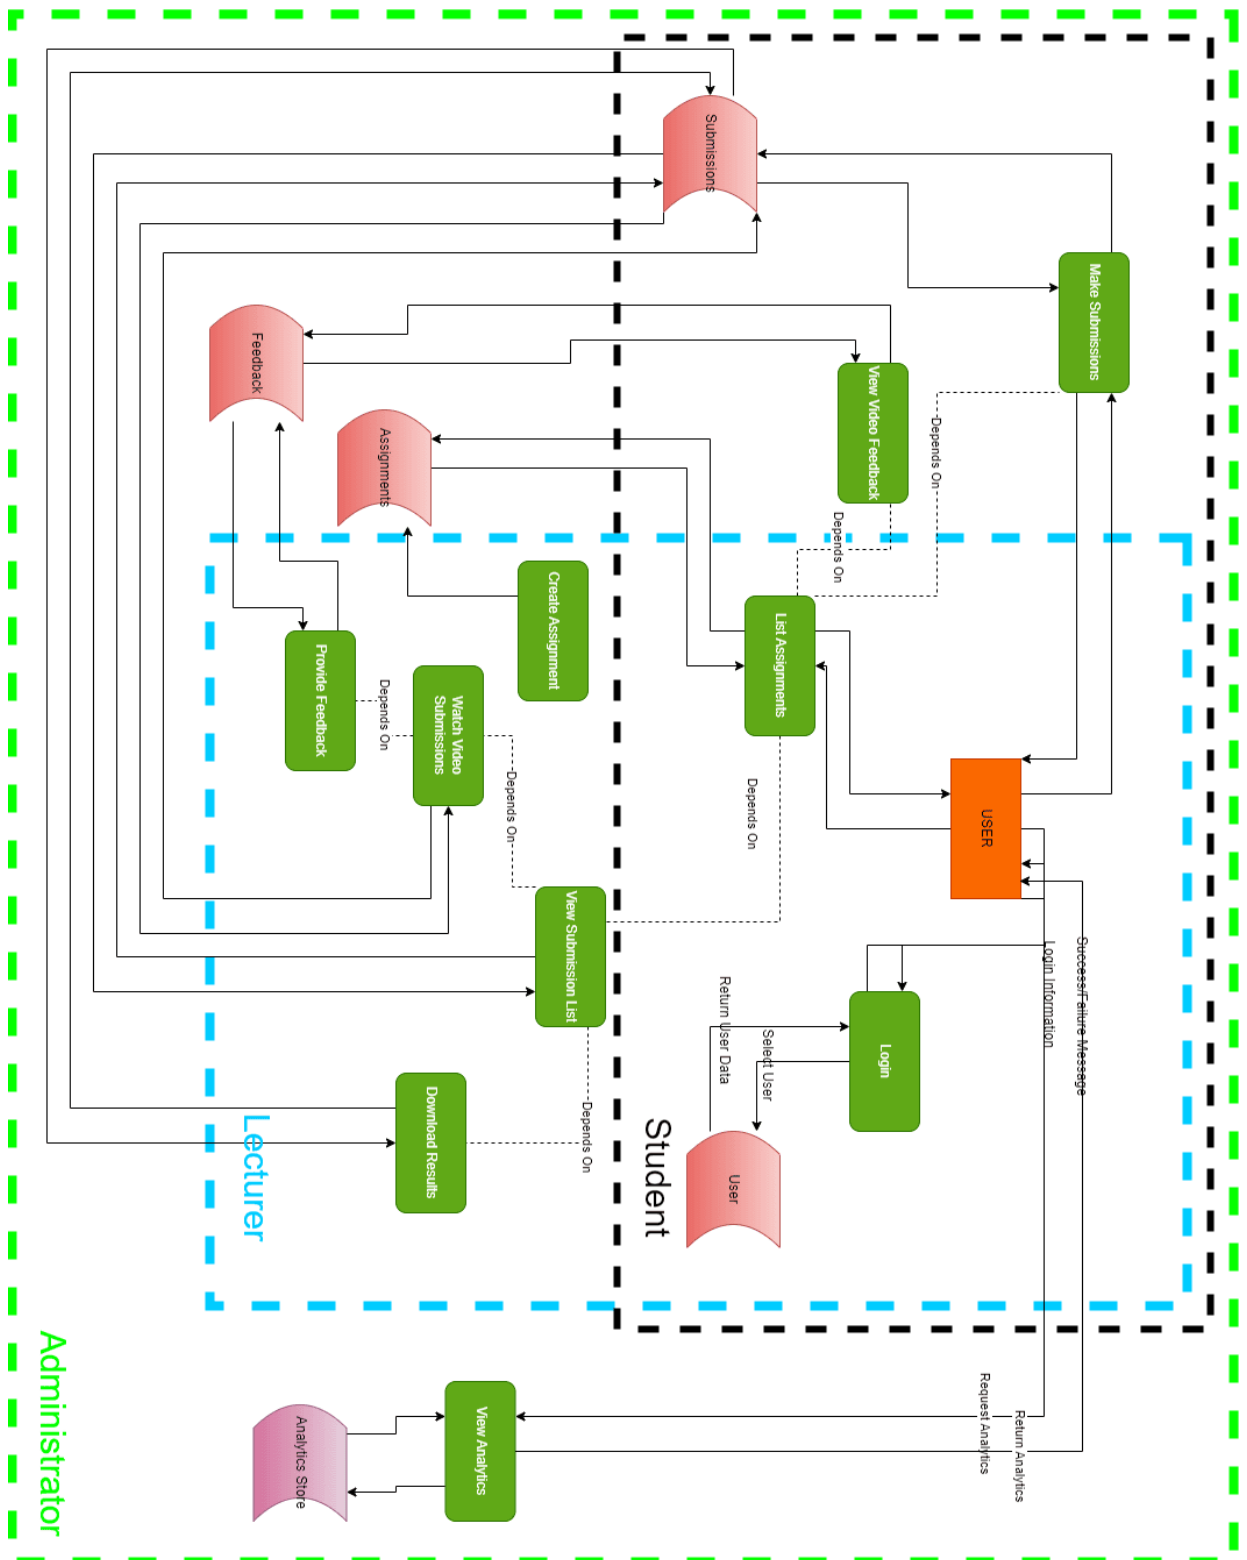 Submissions
Make Submissions
Feedback
View Video Feedback
Depends On
Assignments
Depends On
Create Assignment
List Assignments
Provide Feedback
Depends On
Watch Video
Submissions
Depends On
Depends On
USER
View Submission List
Login Information
Success/Failure Message
Return User Data
Select User
Login
Download Results
Depends On
User
Lecturer
Student
Request Analytics
Return Analytics
View Analytics
Analytics Store
Administrator